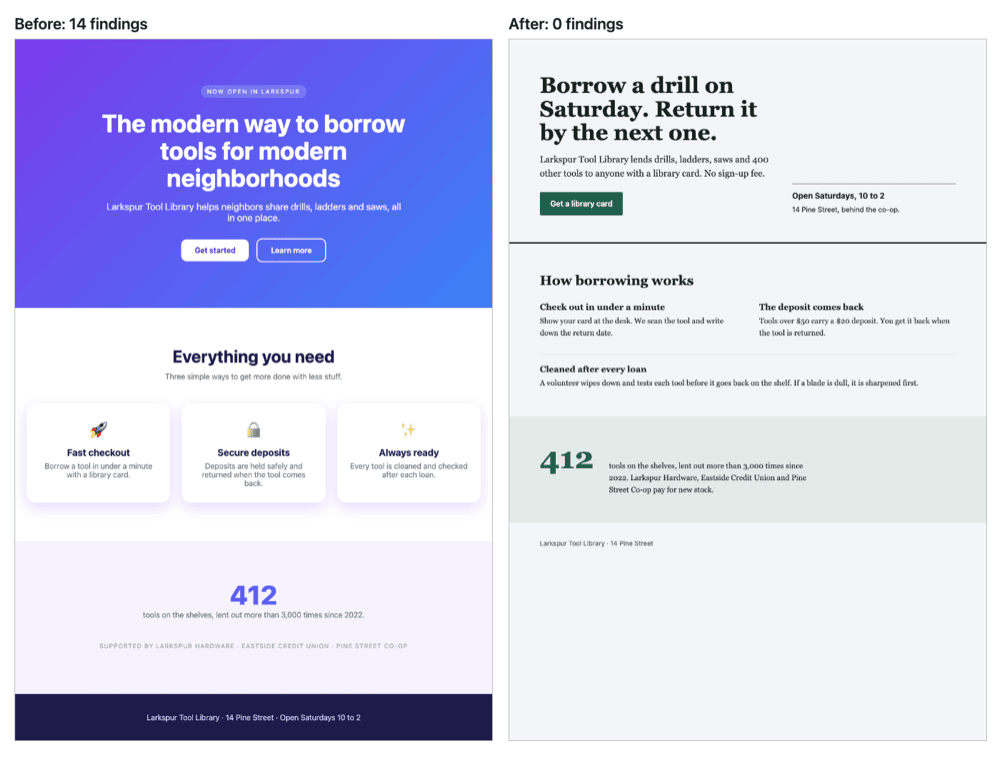 Before: 14 findings
NOW OPEN IN LARKSPUR
The modern way to borrow
tools for modern
neighborhoods
Larkspur Tool Library helps neighbors share drills, ladders and saws, all
in one place.
Get started
Learn more
Everything you need
Three simple ways to get more done with less stuff.
Fast checkout
Borrow a tool in under a minute
with a library card.
Secure deposits
Deposits are held safely and
returned when the tool comes
back.
Always ready
Every tool is cleaned and checked
after each loan.
412
tools on the shelves, lent out more than 3,000 times since 2022.
SUPPORTED BY LARKSPUR HARDWARE · EASTSIDE CREDIT UNION · PINE STREET CO-OP
Larkspur Tool Library · 14 Pine Street · Open Saturdays 10 to 2
After: 0 findings
Borrow a drill on
Saturday. Return it
by the next one.
Larkspur Tool Library lends drills, ladders, saws and 400
other tools to anyone with a library card. No sign-up fee.
Get a library card
Open Saturdays, 10 to 2
14 Pine Street, behind the co-op.
How borrowing works
Check out in under a minute
Show your card at the desk. We scan the tool and write
down the return date.
The deposit comes back
Tools over $50 carry a $20 deposit. You get it back when
the tool is returned.
Cleaned after every loan
A volunteer wipes down and tests each tool before it goes back on the shelf. If a blade is dull, it is sharpened first.
412
tools on the shelves, lent out more than 3,000 times since
2022. Larkspur Hardware, Eastside Credit Union and Pine
Street Co-op pay for new stock.
Larkspur Tool Library · 14 Pine Street